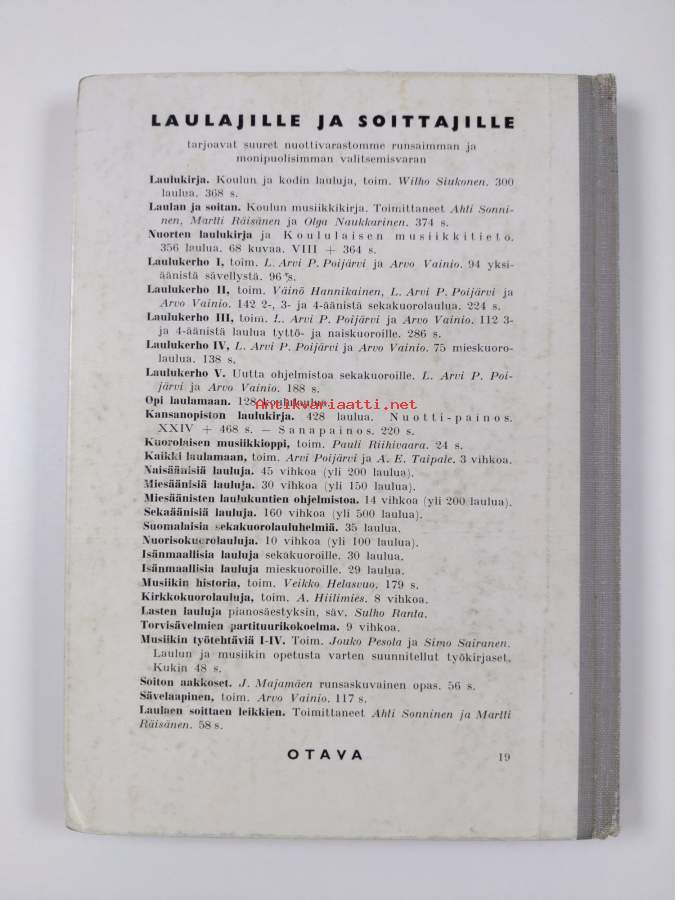 LAULAJILLE JA SOITTAJILLE
tarjoavat suuret nuottivarastomme runsaimman ja
monipuolisimman valitsemisvaran
Laulukirja. Koulun ja kodin lauluja, toim. Wilho Siukonen. 300
laulua. 368 s.
Laulan ja soitan. Koulun musiikkikirja. Toimittaneet Ahti Sonni-
nen, Martti Räisänen ja Olga Naukkarinen. 374 s.
Nuorten laulukirja ja Koululaisen musiikkitieto.
356 laulua. 68 kuvaa. VIII + 364 s.
Laulukerho I, toim. L. Arvi P. Poijärvi ja Arvo Vainio. 94 yksi-
äänistä sävellystä. 96 s.
Laulukerho II, toim. Väinö Hannikainen, L. Arvi P. Poijärvi ja
Arvo Vainio. 142 2-, 3- ja 4-äänistä sekakuorolaulua. 224 s.
Laulukerho III, toim. L. Arvi P. Poijärvi ja Arvo Vainio. 112 3-
ja 4-äänistä laulua tyttö- ja naiskuoroille. 286 s.
Laulukerho IV, L. Arvi P. Poijärvi ja Arvo Vainio. 75 mieskuoro-
laulua. 138 s.
Laulukerho V. Uutta ohjelmistoa sekakuoroille. L. Arvi P. Poi-
järvi ja Arvo Vainio. 188 s.
Opi laulamaan. 128 koululaulua.
Antikvariaatti.net
Kansanopiston laulukirja. 428 laulua. Nuotti-painos.
XXIV + 468 s. — Sanapainos. 220 s.
Kuorolaisen musiikkioppi, toim. Pauli Riihivaara. 24 s.
Kaikki laulamaan, toim. Arvi Poijärvi ja A. E. Taipale. 3 vihkoa.
Naisäänisiä lauluja. 45 vihkoa (yli 200 laulua).
Miesäänisiä lauluja. 30 vihkoa (yli 150 laulua).
Miesäänisten laulukuntien ohjelmistoa. 14 vihkoa (yli 200 laulua).
Sekaäänisiä lauluja. 160 vihkoa (yli 500 laulua).
Suomalaisia sekakuorolauluhelmiä. 35 laulua.
Nuorisokuorolauluja. 10 vihkoa (yli 100 laulua).
Isänmaallisia lauluja sekakuoroille. 30 laulua.
Isänmaallisia lauluja mieskuoroille. 29 laulua.
Musiikin historia, toim. Veikko Helasvuo, 179 s.
Kirkkokuorolauluja, toim. A. Hiilimies. 8 vihkoa.
Lasten lauluja pianosäestyksin, säv. Sulho Ranta.
Torvisävelmien partituurikokoelma. 9 vihkoa.
Musiikin työtehtäviä I-IV. Toim. Jouko Pesola ja Simo Sairanen.
Laulun ja musiikin opetusta varten suunnitellut työkirjaset,
Kukin 48 s.
Soiton aakkoset. J. Majamäen runsaskuvainen opas. 56 s.
Sävelaapinen, toim. Arvo Vainio. 117 s.
Laulaen soittaen leikkien. Toimittaneet Ahti Sonninen ja Martti
Räisänen. 58 s.
OTAVA 19